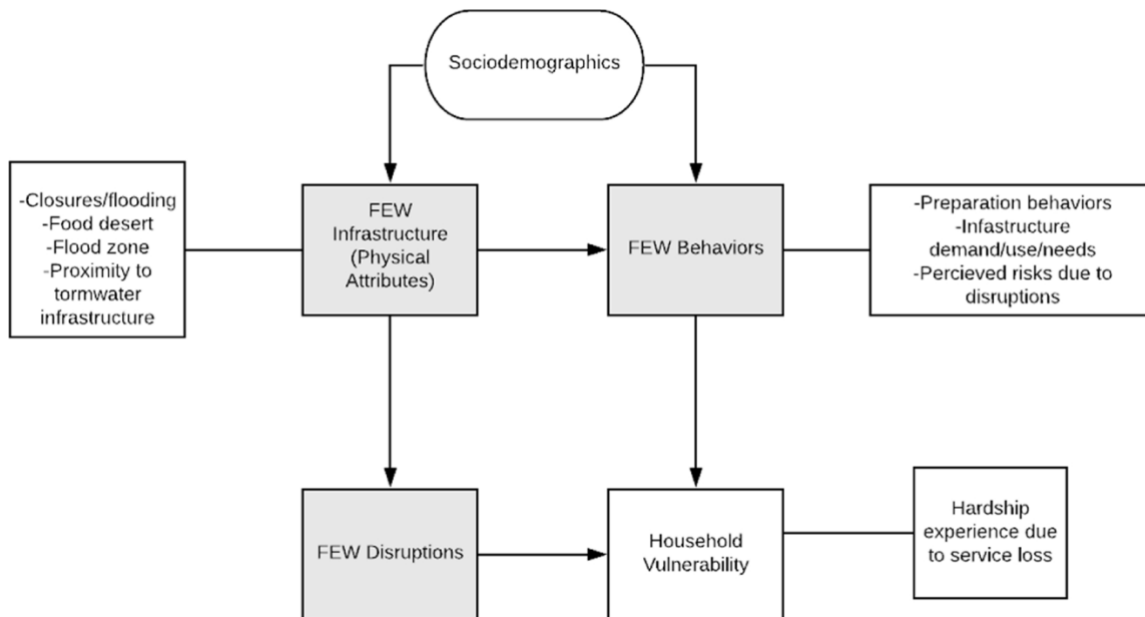 Sociodemographics
-Closures/flooding
-Food desert
-Flood zone
-Proximity to
tormwater
infrastructure
FEW
Infrastructure
(Physical
Attributes)
FEW Behaviors
-Preparation behaviors
-Infastructure
demand/use/needs
-Percieved risks due to
disruptions
FEW Disruptions
Household
Vulnerability
Hardship
experience due
to service loss